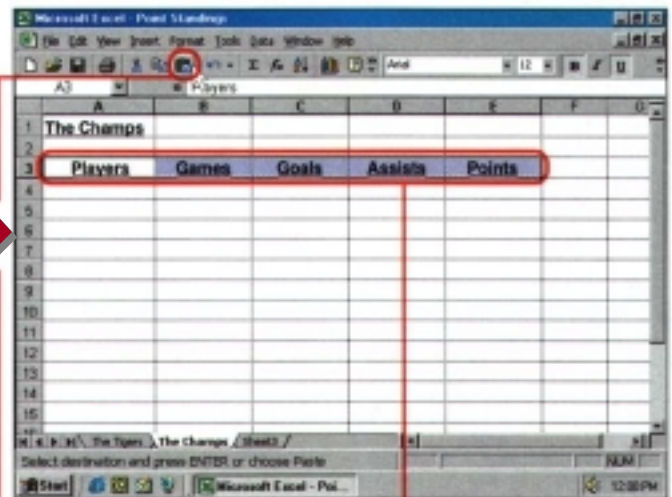 Microsoft Excel - Point Standings
File Edit View Insert Format Tools Data Window Help
Arial 12 B I U
A3 = Players
A B C D E F G
1 The Champs
2
3 Players Games Goals Assists Points
4
5
6
7
8
9
10
11
12
13
14
15
The Tigers The Champs Sheet3
Select destination and press ENTER or choose Paste NUM
Start Microsoft Excel - Poi... 12:00 PM